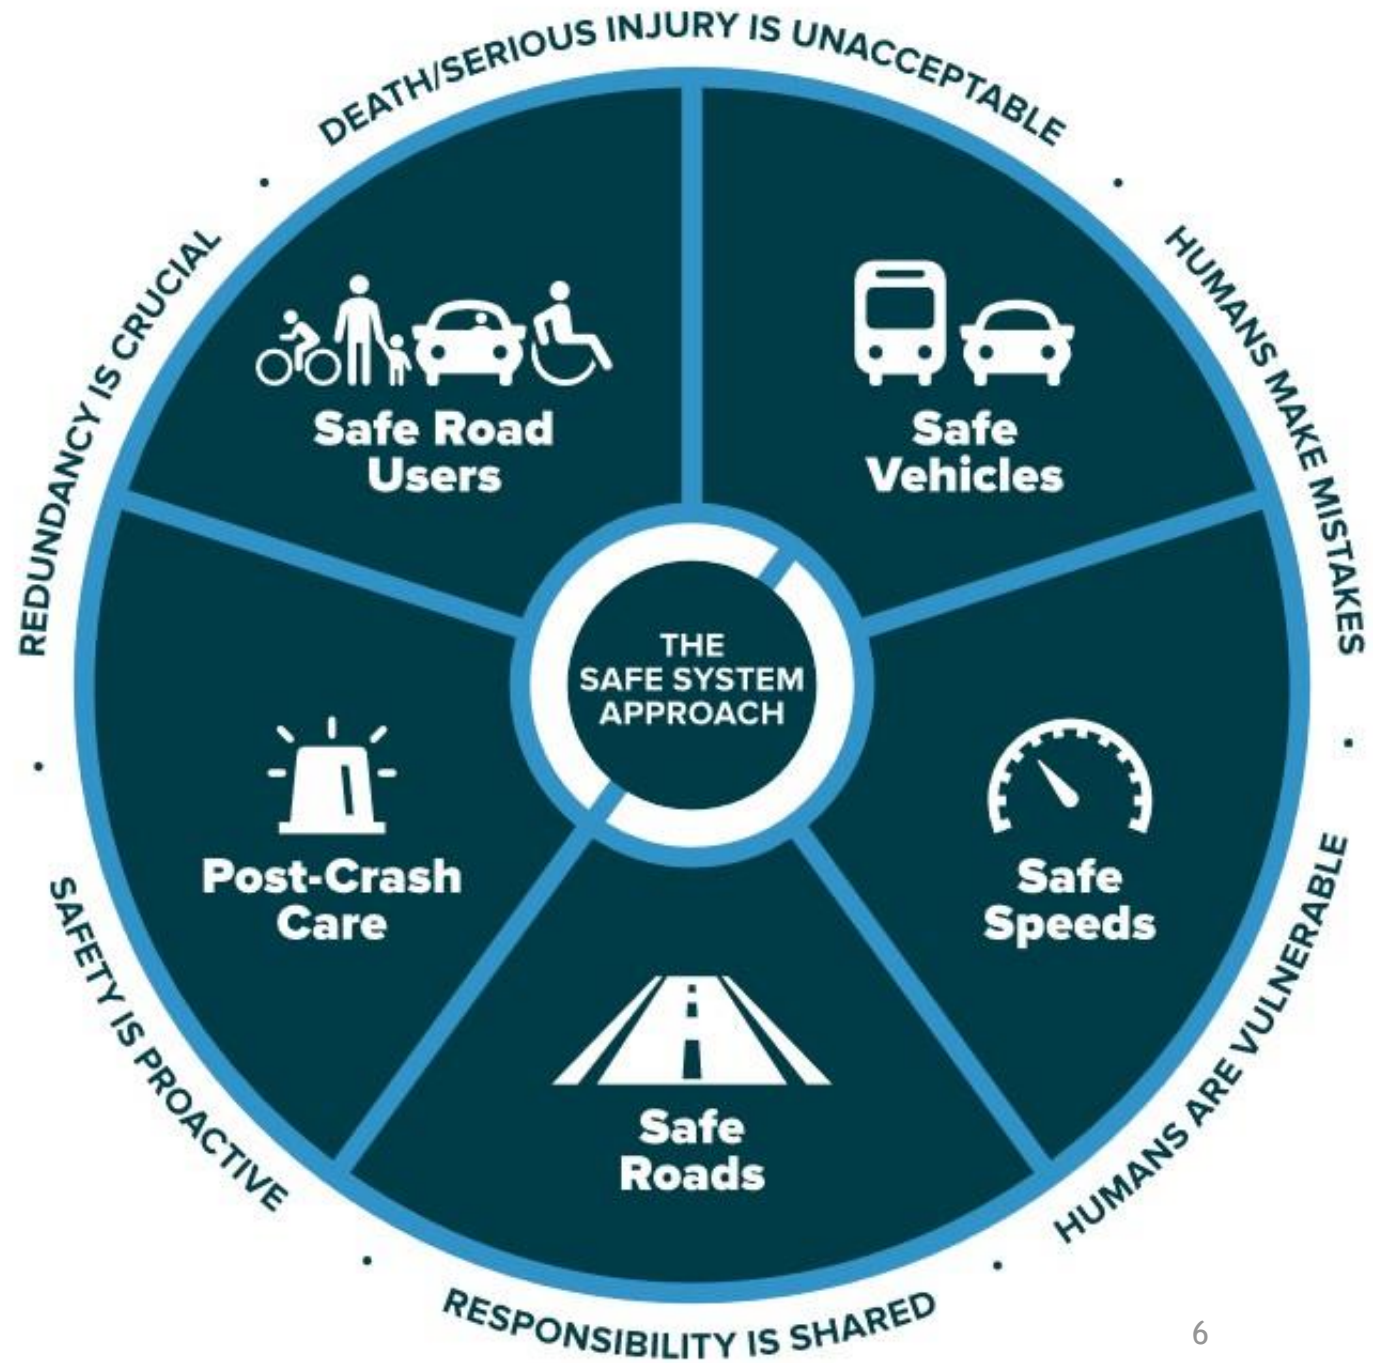 DEATH/SERIOUS INJURY IS UNACCEPTABLE
HUMANS MAKE MISTAKES
HUMANS ARE VULNERABLE
RESPONSIBILITY IS SHARED
SAFETY IS PROACTIVE
REDUNDANCY IS CRUCIAL
Safe Road
Users
Safe
Vehicles
THE
SAFE SYSTEM
APPROACH
Safe
Speeds
Safe
Roads
Post-Crash
Care
6